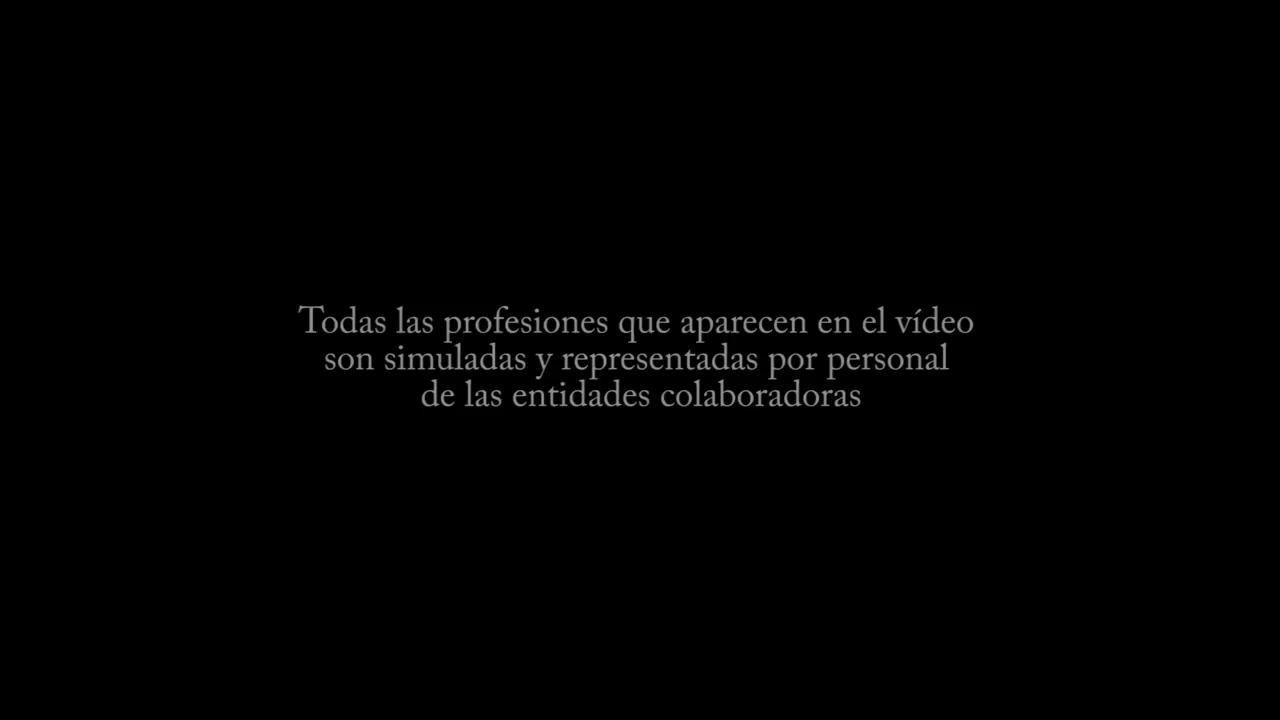 Todas las profesiones que aparecen en el vídeo
son simuladas y representadas por personal
de las entidades colaboradoras